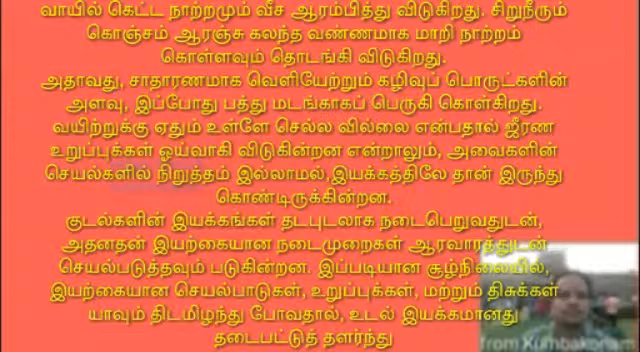 வாயில் கெட்ட நாற்றமும் வீச ஆரம்பித்து விடுகிறது. சிறுநீரும்
கொஞ்சம் ஆரஞ்சு கலந்த வண்ணமாக மாறி நாற்றம்
கொள்ளவும் தொடங்கி விடுகிறது.
அதாவது, சாதாரணமாக வெளியேற்றும் கழிவுப் பொருட்களின்
அளவு, இப்போது பத்து மடங்காகப் பெருகி கொள்கிறது.
வயிற்றுக்கு ஏதும் உள்ளே செல்ல வில்லை என்பதால் ஜீரண
உறுப்புக்கள் ஓய்வாகி விடுகின்றன என்றாலும், அவைகளின்
செயல்களில் நிறுத்தம் இல்லாமல்,இயக்கத்திலே தான் இருந்து
கொண்டிருக்கின்றன.
குடல்களின் இயக்கங்கள் தடபுடலாக நடைபெறுவதுடன்,
அதனதன் இயற்கையான நடைமுறைகள் ஆரவாரத்துடன்
செயல்படுத்தவும் படுகின்றன. இப்படியான சூழ்நிலையில்,
இயற்கையான செயல்பாடுகள், உறுப்புக்கள், மற்றும் திசுக்கள்
யாவும் திடமிழந்து போவதால், உடல் இயக்கமானது
தடைபட்டுத் தளர்ந்து
from Kumbakonam